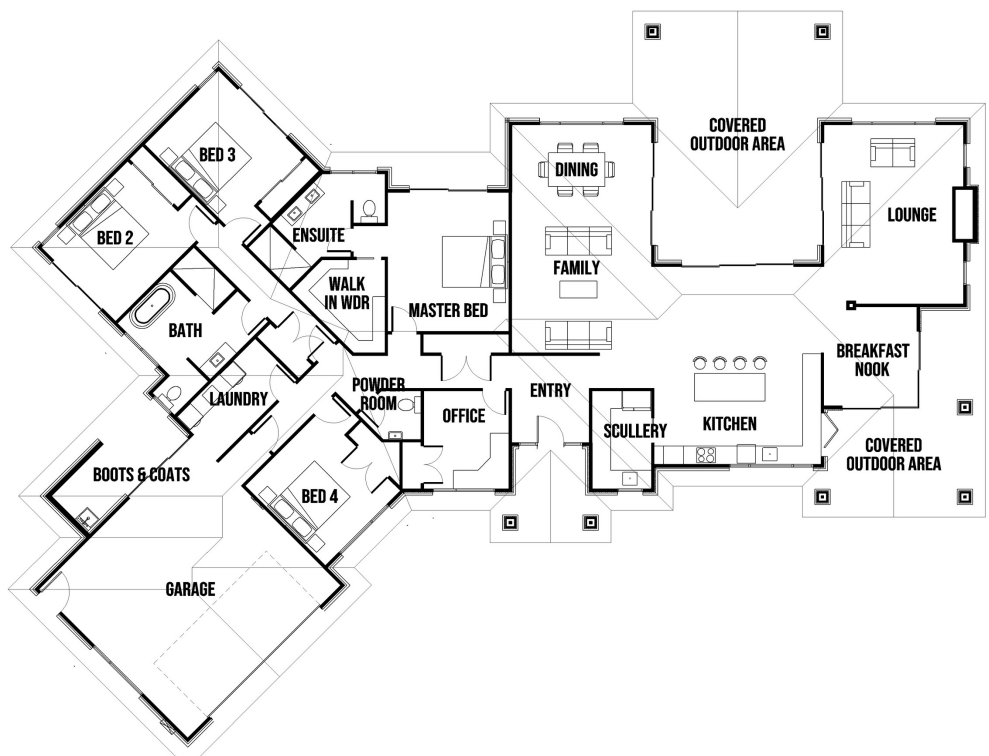 COVERED
OUTDOOR AREA
BED 3
DINING
LOUNGE
BED 2
ENSUITE
FAMILY
WALK
IN WDR
MASTER BED
BATH
BREAKFAST
NOOK
POWDER
ROOM
LAUNDRY
ENTRY
OFFICE
KITCHEN
SCULLERY
COVERED
OUTDOOR AREA
BOOTS & COATS
BED 4
GARAGE